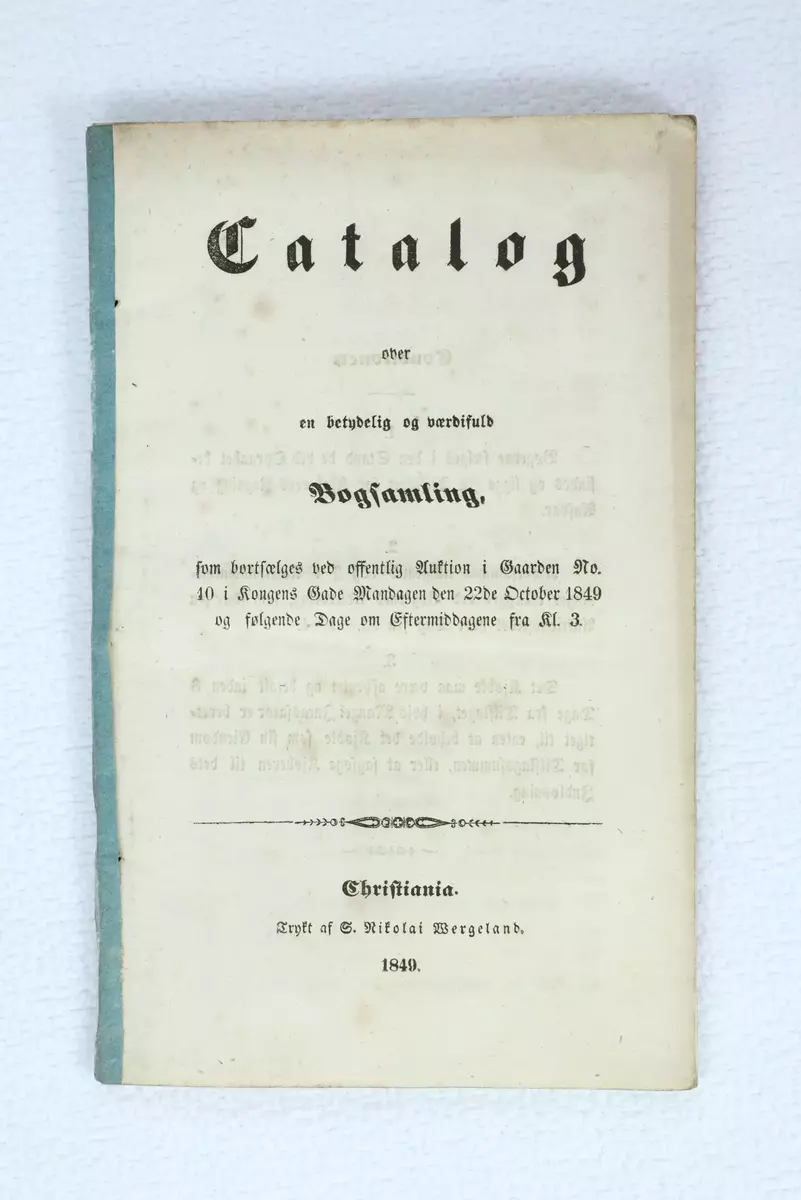 Catalog
over
en betydelig og værdifuld
Bogsamling,
som bortsælges ved offentlig Auktion i Gaarden No.
10 i Kongens Gade Mandagen den 22de October 1849
og følgende Dage om Eftermiddagene fra Kl. 3.
Christiania.
Trykt af S. Nikolai Wergeland.
1849.